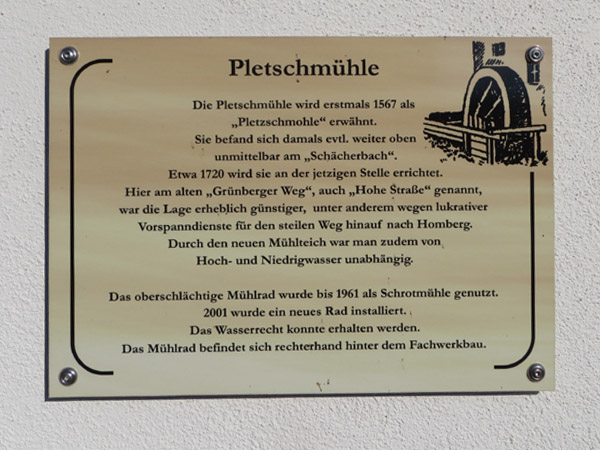 Pletschmühle
Die Pletschmühle wird erstmals 1567 als
„Pletzschmohle“ erwähnt.
Sie befand sich damals evtl. weiter oben
unmittelbar am „Schächerbach“.
Etwa 1720 wird sie an der jetzigen Stelle errichtet.
Hier am alten „Grünberger Weg“, auch „Hohe Straße“ genannt,
war die Lage erheblich günstiger, unter anderem wegen lukrativer
Vorspanndienste für den steilen Weg hinauf nach Homberg.
Durch den neuen Mühlteich war man zudem von
Hoch- und Niedrigwasser unabhängig.
Das oberschlächtige Mühlrad wurde bis 1961 als Schrotmühle genutzt.
2001 wurde ein neues Rad installiert.
Das Wasserrecht konnte erhalten werden.
Das Mühlrad befindet sich rechterhand hinter dem Fachwerkbau.